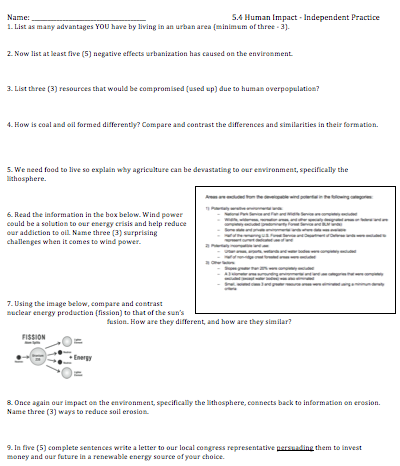 Name:
5.4 Human Impact - Independent Practice
1. List as many advantages YOU have by living in an urban area (minimum of three - 3).
2. Now list at least five (5) negative effects urbanization has caused on the environment.
3. List three (3) resources that would be compromised (used up) due to human overpopulation?
4. How is coal and oil formed differently? Compare and contrast the differences and similarities in their formation.
5. We need food to live so explain why agriculture can be devastating to our environment, specifically the
lithosphere.
Areas are excluded from the developable wind potential in the following categories:
1) Potentially sensitive environmental lands:
- National Park Service and Fish and Wildlife Service are completely excluded
- Wildlife, wilderness, recreation areas, and other specially designated areas on federal land are
completely excluded (predominantly Forest Service and BLM lands)
- Some state and private environmental lands where data was available
- Half of the remaining U.S. Forest Service and Department of Defense lands were excluded to
represent current dedicated use of land
2) Potentially incompatible land use
- Urban areas, airports, wetlands and water bodies were completely excluded
- Half of non-ridge crest forested areas were excluded
3) Other factors:
- Slopes greater than 20% were completely excluded
- A 3 kilometer area surrounding environmental and land use categories that were completely
excluded (except water bodies) was also eliminated
- Small, isolated class 3 and greater resource areas were eliminated using a minimum density
criteria
6. Read the information in the box below. Wind power
could be a solution to our energy crisis and help reduce
our addiction to oil. Name three (3) surprising
challenges when it comes to wind power.
7. Using the image below, compare and contrast
nuclear energy production (fission) to that of the sun's
fusion. How are they different, and how are they similar?
FISSION
Energy
8. Once again our impact on the environment, specifically the lithosphere, connects back to information on erosion.
Name three (3) ways to reduce soil erosion.
9. In five (5) complete sentences write a letter to our local congress representative persuading them to invest
money and our future in a renewable energy source of your choice.